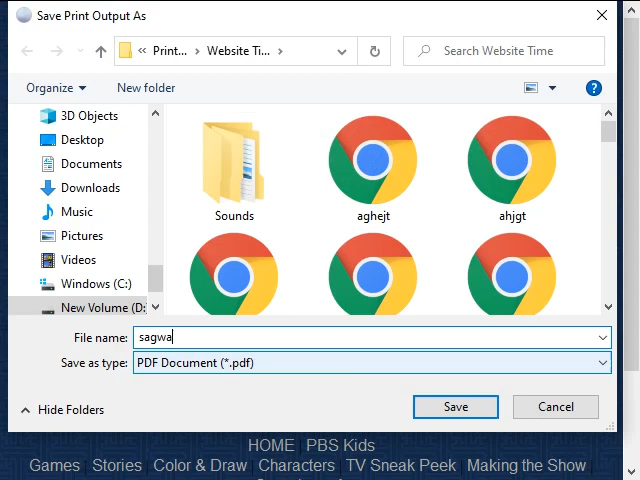 Save Print Output As
« Print... › Website Ti... ›
Search Website Time
Organize
New folder
?
3D Objects
Desktop
Documents
Downloads
Music
Pictures
Videos
Windows (C:)
New Volume (D:
Sounds
aghejt
ahjgt
File name: sagwa
Save as type: PDF Document (*.pdf)
Hide Folders
Save
Cancel
HOME | PBS Kids
Games | Stories | Color & Draw | Characters | TV Sneak Peek | Making the Show |